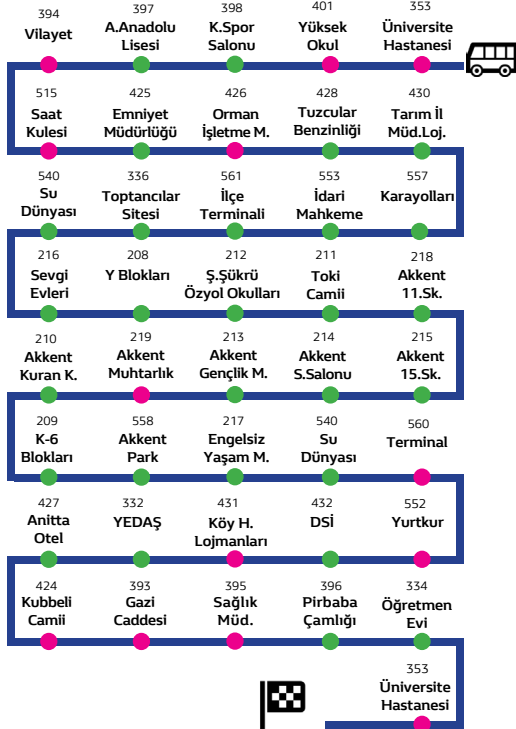 394 397 398 401 353
Vilayet A.Anadolu K.Spor Yüksek Üniversite
Lisesi Salonu Okul Hastanesi
515 425 426 428 430
Saat Emniyet Orman Tuzcular Tarım İl
Kulesi Müdürlüğü İşletme M. Benzinliği Müd.Loj.
540 336 561 553 557
Su Toptancılar İlçe İdari Karayolları
Dünyası Sitesi Terminali Mahkeme
216 208 212 211 218
Sevgi Y Blokları Ş.Şükrü Toki Akkent
Evleri Özyol Okulları Camii 11.Sk.
210 219 213 214 215
Akkent Akkent Akkent Akkent Akkent
Kuran K. Muhtarlık Gençlik M. S.Salonu 15.Sk.
209 558 217 540 560
K-6 Akkent Engelsiz Su Terminal
Blokları Park Yaşam M. Dünyası
427 332 431 432 552
Anitta YEDAŞ Köy H. DSİ Yurtkur
Otel Lojmanları
424 393 395 396 334
Kubbeli Gazi Sağlık Pirbaba Öğretmen
Camii Caddesi Müd. Çamlığı Evi
353
Üniversite
Hastanesi